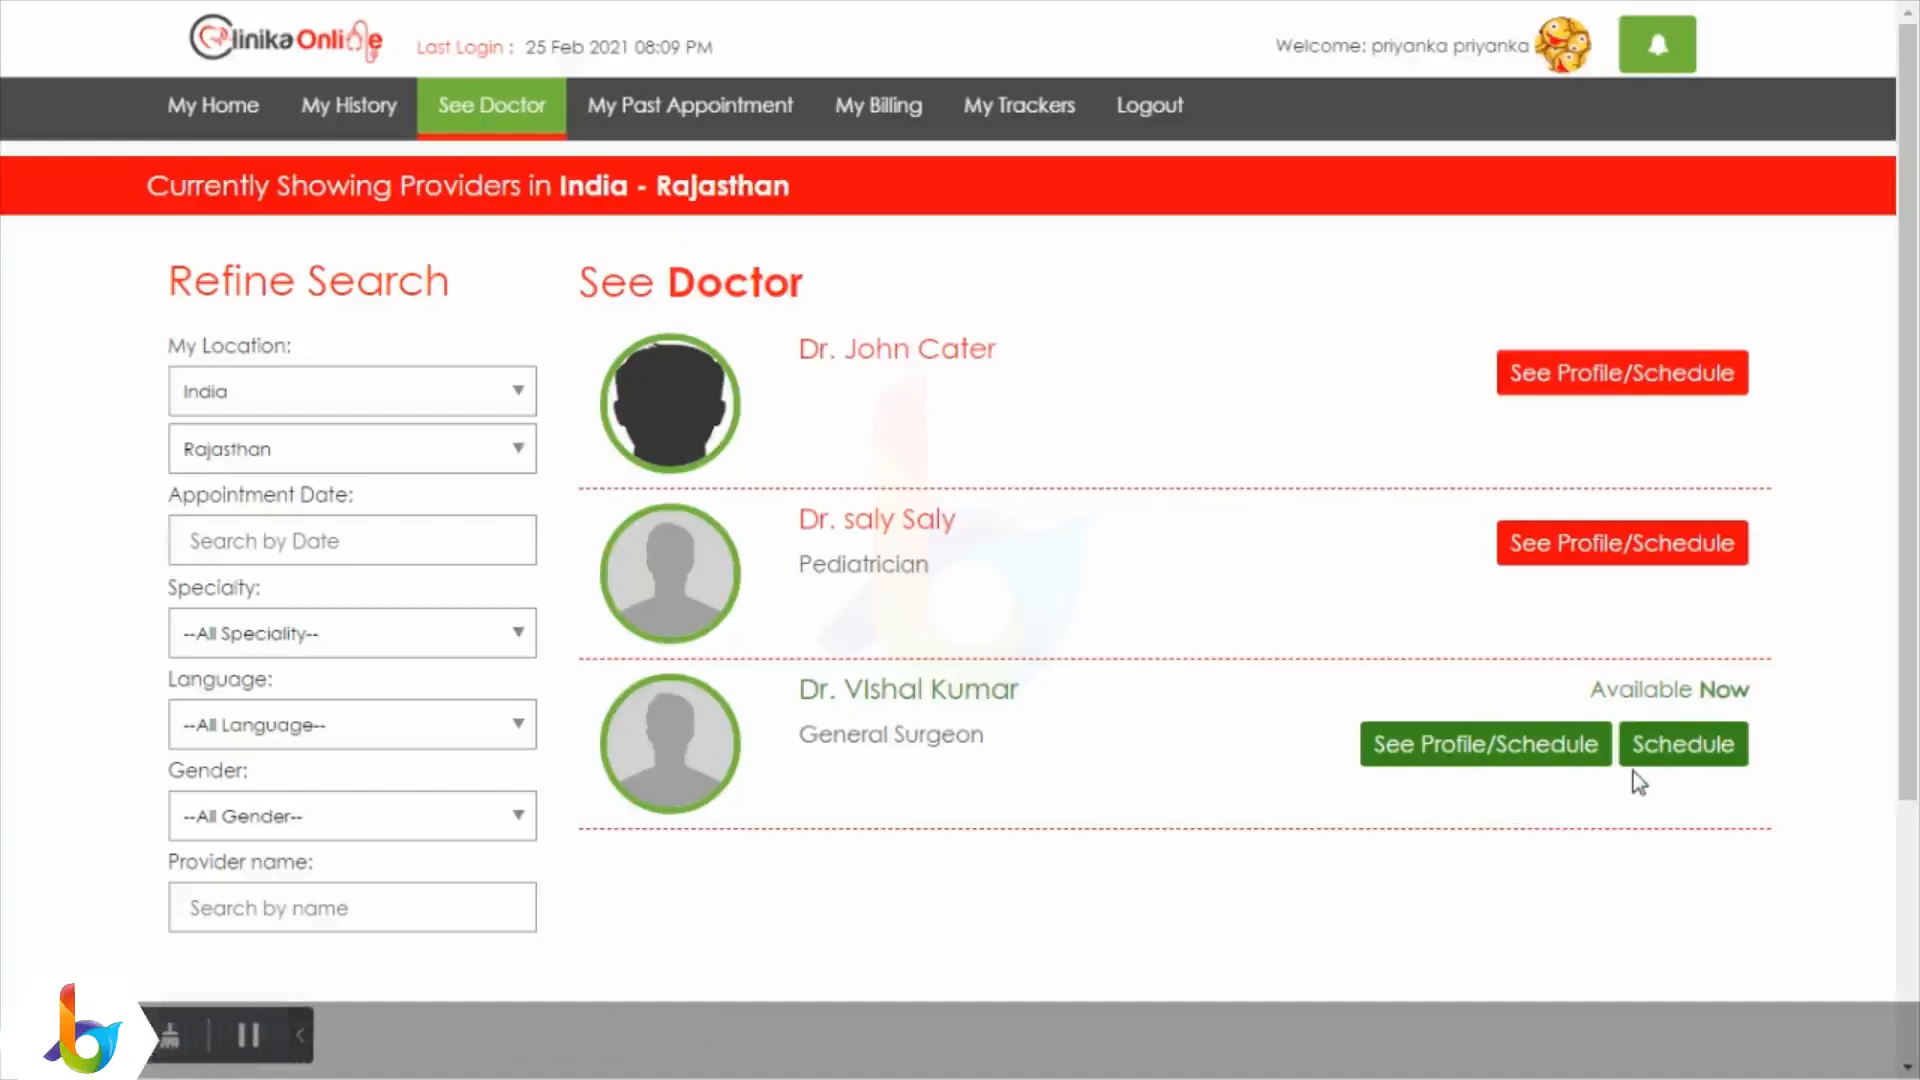 Clinika Online
Last Login : 25 Feb 2021 08:09 PM
Welcome: priyanka priyanka
My Home My History See Doctor My Past Appointment My Billing My Trackers Logout
Currently Showing Providers in India - Rajasthan
Refine Search
My Location:
India
Rajasthan
Appointment Date:
Search by Date
Specialty:
--All Speciality--
Language:
--All Language--
Gender:
--All Gender--
Provider name:
Search by name
See Doctor
Dr. John Cater
See Profile/Schedule
Dr. saly Saly
Pediatrician
See Profile/Schedule
Dr. VIshal Kumar
General Surgeon
Available Now
See Profile/Schedule Schedule